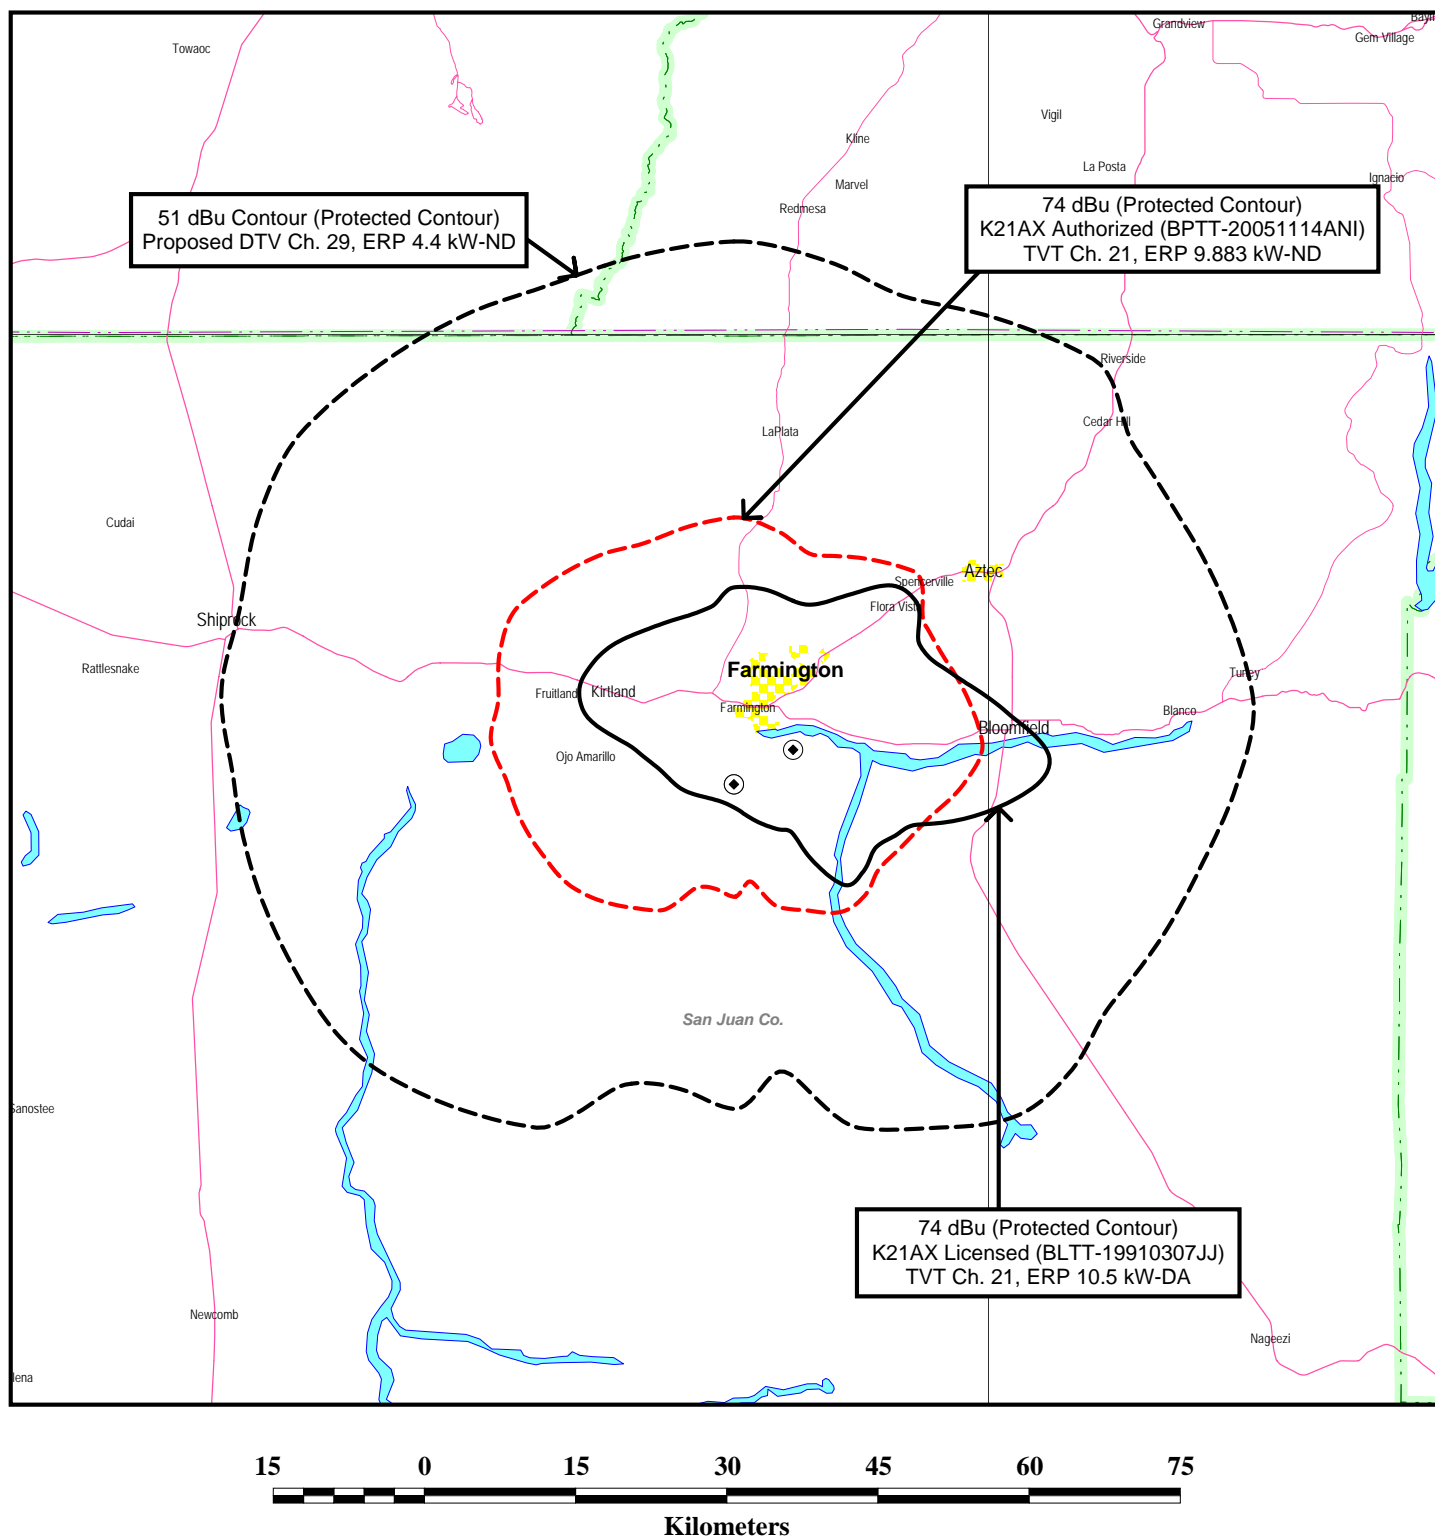 Towaoc
Grandview
Gem Village
Vigil
Kline
La Posta
Ignacio
Marvel
Redmesa
51 dBu Contour (Protected Contour)
Proposed DTV Ch. 29, ERP 4.4 kW-ND
74 dBu (Protected Contour)
K21AX Authorized (BPTT-20051114ANI)
TVT Ch. 21, ERP 9.883 kW-ND
Riverside
Cedar Hill
LaPlata
Cudai
Aztec
Spencerville
Flora Vista
Shiprock
Rattlesnake
Farmington
Turley
Fruitland
Kirtland
Farmington
Blanco
Bloomfield
Ojo Amarillo
San Juan Co.
Sanostee
74 dBu (Protected Contour)
K21AX Licensed (BLTT-19910307JJ)
TVT Ch. 21, ERP 10.5 kW-DA
Newcomb
Nageezi
15 0 15 30 45 60 75
Kilometers